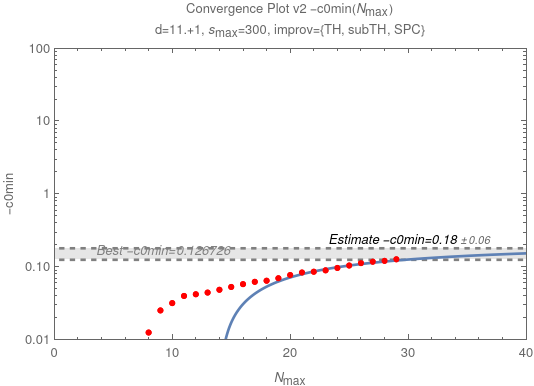 Convergence Plot v2 −c0min(Nmax)
d=11.+1, smax=300, improv={TH, subTH, SPC}
100
10
1
0.10
0.01
−c0min
Estimate −c0min=0.18 ±0.06
Best −c0min=0.126726
0 10 20 30 40
Nmax